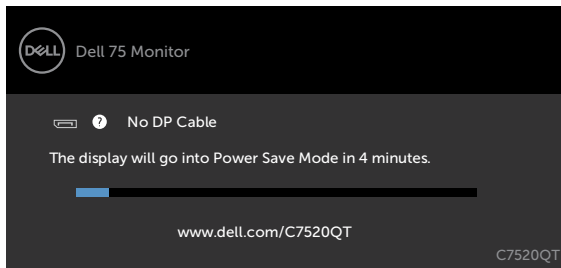 DELL Dell 75 Monitor
? No DP Cable
The display will go into Power Save Mode in 4 minutes.
www.dell.com/C7520QT
C7520QT